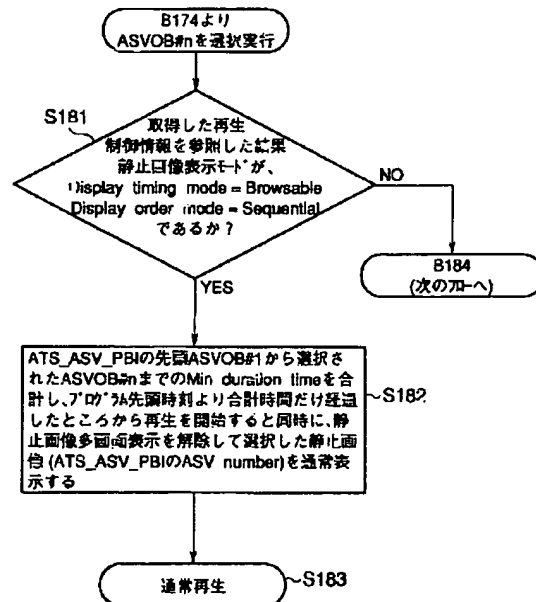 B174より
ASVOB#nを選択実行
S181
取得した再生
制御情報を参照した結果
静止画像表示モードが、
Display timing mode = Browsable
Display order mode = Sequential
であるか?
NO
B184
(次のフローへ)
YES
ATS_ASV_PBIの先頭ASVOB#1から選択さ
れたASVOB#nまでのMin duration timeを合
計し、プログラム先頭時刻より合計時間だけ経過
したところから再生を開始すると同時に、静
止画像多画面表示を解除して選択した静止画
像(ATS_ASV_PBIのASV number)を通常表
示する
S182
通常再生
S183